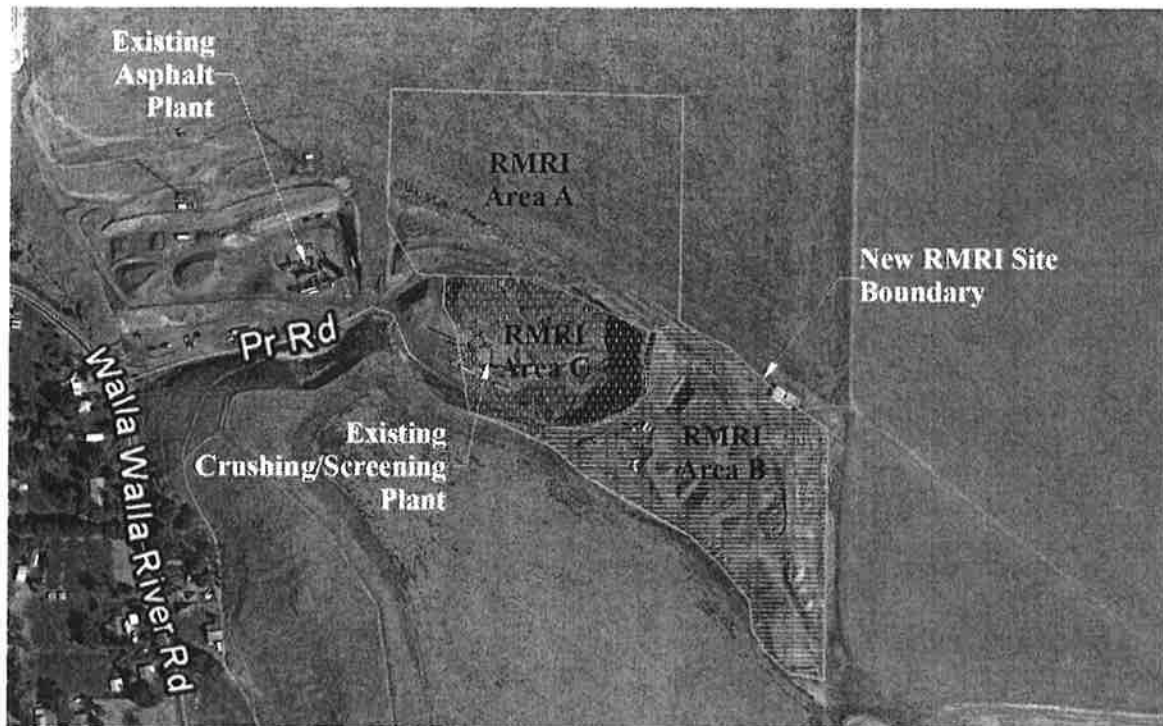 Existing
Asphalt
Plant
RMRI
Area A
New RMRI Site
Boundary
Pr Rd
RMRI
Area C
Existing
Crushing/Screening
Plant
RMRI
Area B
Walla Walla River Rd